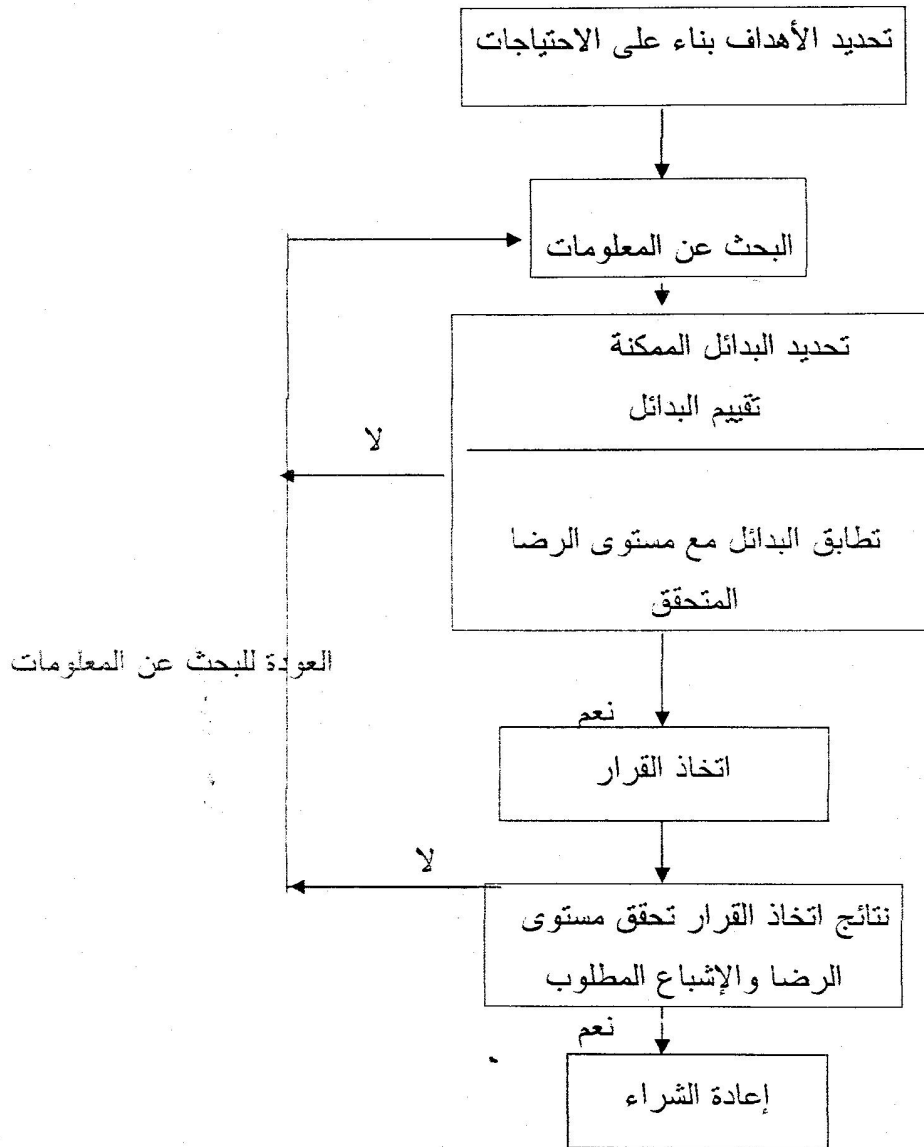 تحديد الأهداف بناء على الاحتياجات
البحث عن المعلومات
تحديد البدائل الممكنة
تقييم البدائل
لا
تطابق البدائل مع مستوى الرضا
المتحقق
العودة للبحث عن المعلومات
نعم
اتخاذ القرار
لا
نتائج اتخاذ القرار تحقق مستوى
الرضا والإشباع المطلوب
نعم
إعادة الشراء